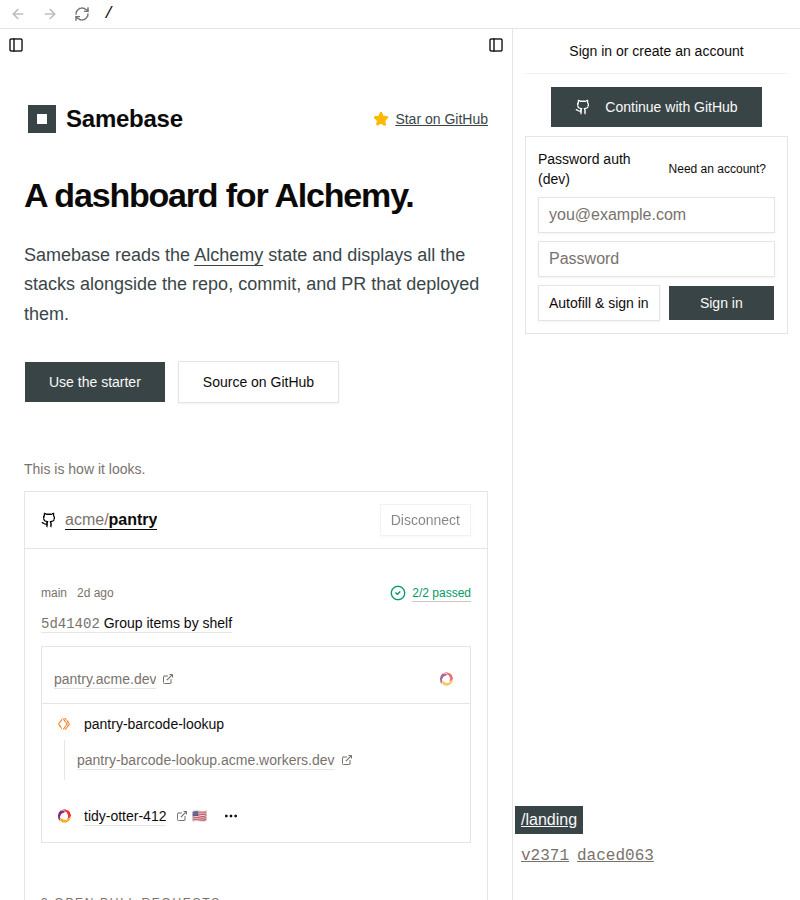 /
Samebase
Star on GitHub
A dashboard for Alchemy.
Samebase reads the Alchemy state and displays all the
stacks alongside the repo, commit, and PR that deployed
them.
Use the starter
Source on GitHub
This is how it looks.
acme/pantry
Disconnect
main 2d ago
2/2 passed
5d41402 Group items by shelf
pantry.acme.dev
pantry-barcode-lookup
pantry-barcode-lookup.acme.workers.dev
tidy-otter-412
Sign in or create an account
Continue with GitHub
Password auth
(dev)
Need an account?
you@example.com
Password
Autofill & sign in
Sign in
/landing
v2371 daced063